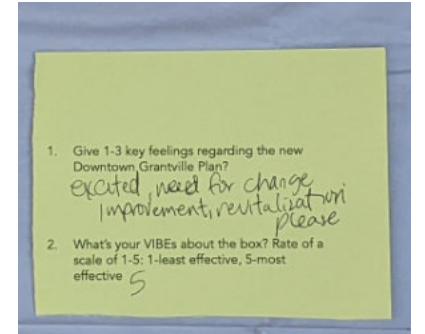 1. Give 1-3 key feelings regarding the new
Downtown Grantville Plan?
excited, need for change
improvement, revitalization
please
2. What's your VIBEs about the box? Rate of a
scale of 1-5: 1-least effective, 5-most
effective 5